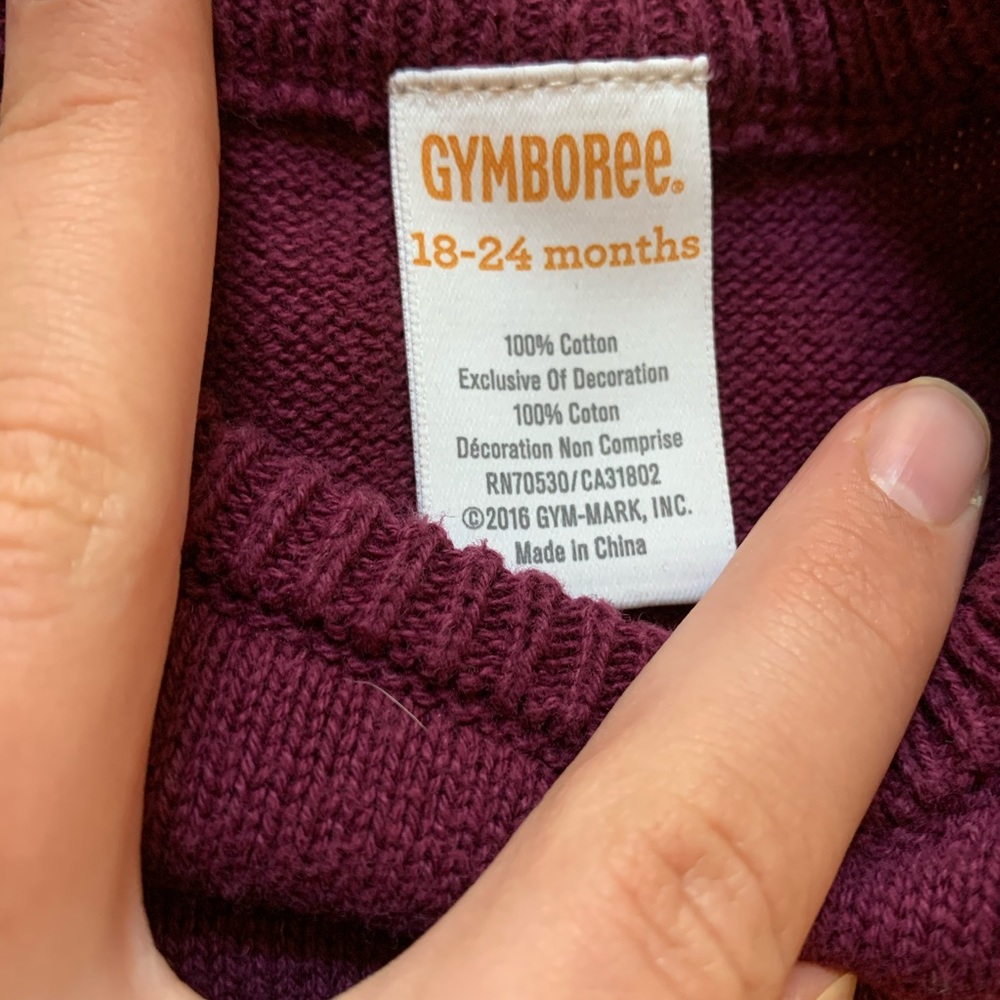 GYMBOREE®
18-24 months
100% Cotton
Exclusive Of Decoration
100% Coton
Décoration Non Comprise
RN70530/CA31802
©2016 GYM-MARK, INC.
Made in China